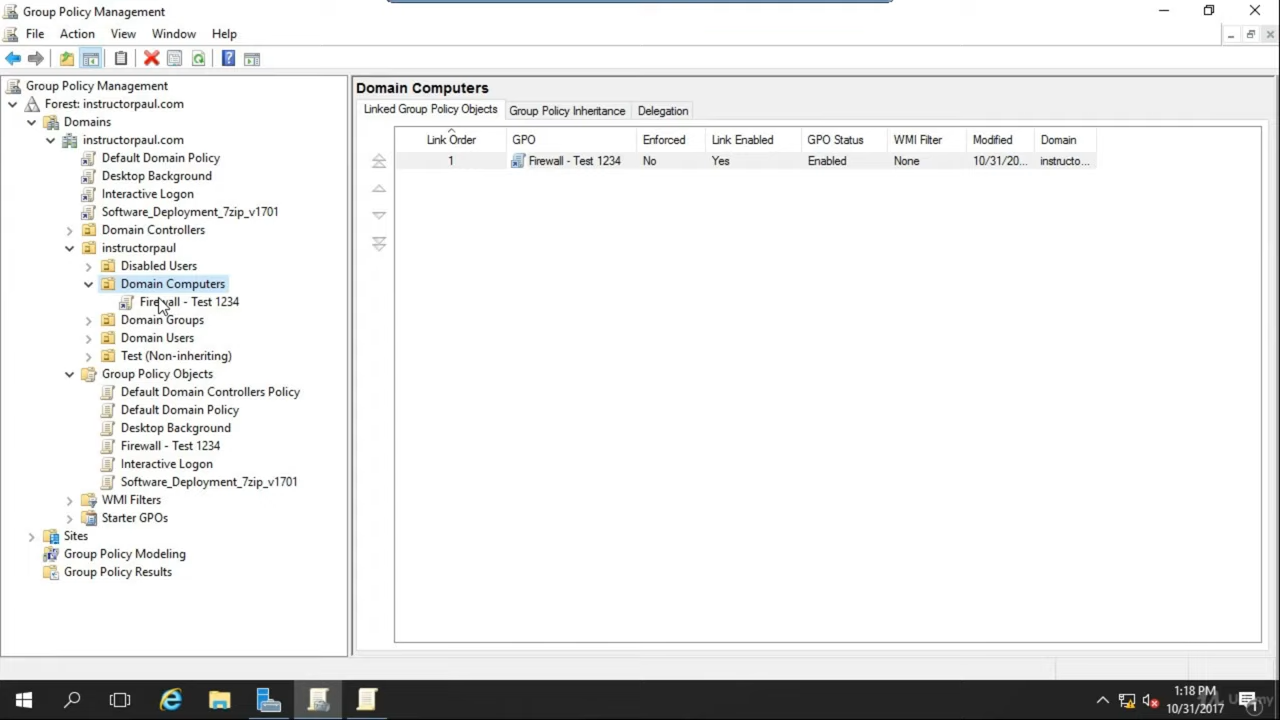 Group Policy Management
File Action View Window Help
Group Policy Management
Forest: instructorpaul.com
Domains
instructorpaul.com
Default Domain Policy
Desktop Background
Interactive Logon
Software_Deployment_7zip_v1701
Domain Controllers
instructorpaul
Disabled Users
Domain Computers
Firewall - Test 1234
Domain Groups
Domain Users
Test (Non-inheriting)
Group Policy Objects
Default Domain Controllers Policy
Default Domain Policy
Desktop Background
Firewall - Test 1234
Interactive Logon
Software_Deployment_7zip_v1701
WMI Filters
Starter GPOs
Sites
Group Policy Modeling
Group Policy Results
Domain Computers
Linked Group Policy Objects Group Policy Inheritance Delegation
Link Order GPO Enforced Link Enabled GPO Status WMI Filter Modified Domain
1 Firewall - Test 1234 No Yes Enabled None 10/31/20... instructo...
1:18 PM
10/31/2017
1
Udemy